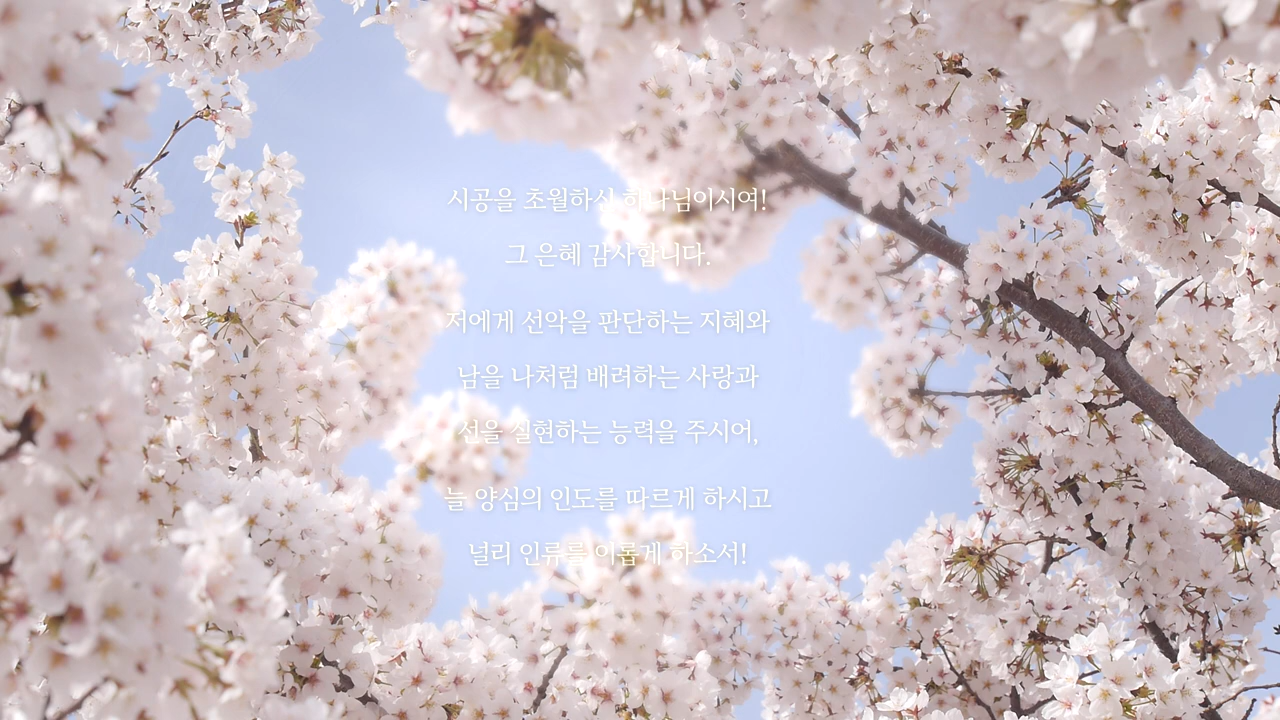 시공을 초월하신 하나님이시여!
그 은혜 감사합니다.
저에게 선악을 판단하는 지혜와
남을 나처럼 배려하는 사랑과
선을 실현하는 능력을 주시어,
늘 양심의 인도를 따르게 하시고
널리 인류를 이롭게 하소서!